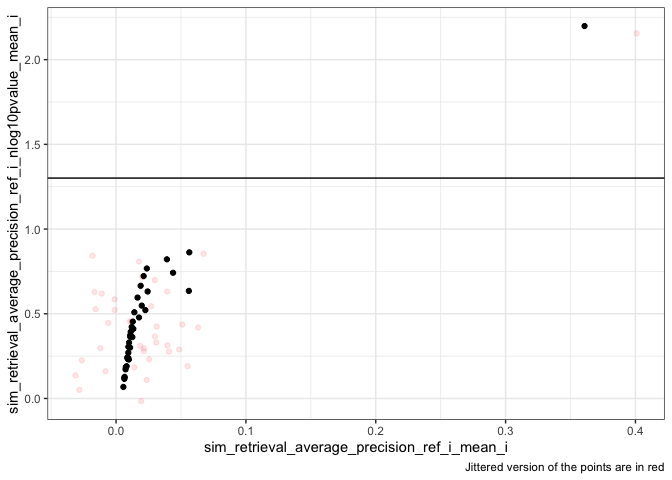 sim_retrieval_average_precision_ref_i_nlog10pvalue_mean_i
2.0
1.5
1.0
0.5
0.0
0.0 0.1 0.2 0.3 0.4
sim_retrieval_average_precision_ref_i_mean_i
Jittered version of the points are in red